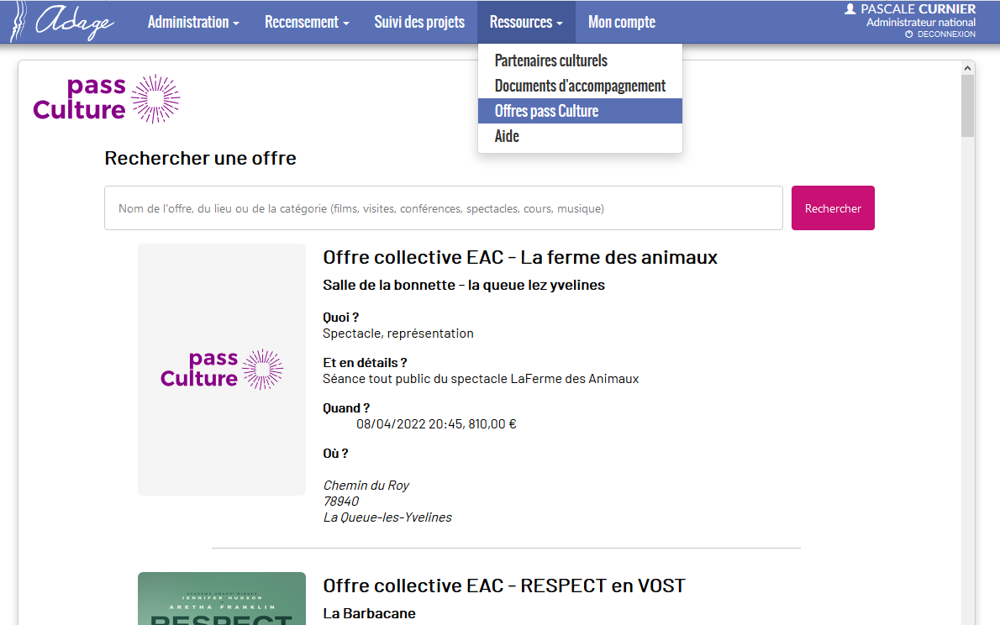 Adage
Administration
Recensement
Suivi des projets
Ressources
Mon compte
PASCALE CURNIER
Administrateur national
DECONNEXION
Partenaires culturels
Documents d'accompagnement
Offres pass Culture
Aide
pass
Culture
Rechercher une offre
Nom de l'offre, du lieu ou de la catégorie (films, visites, conférences, spectacles, cours, musique)
Rechercher
pass
Culture
Offre collective EAC - La ferme des animaux
Salle de la bonnette - la queue lez yvelines
Quoi ?
Spectacle, représentation
Et en détails ?
Séance tout public du spectacle LaFerme des Animaux
Quand ?
08/04/2022 20:45, 810,00 €
Où ?
Chemin du Roy
78940
La Queue-les-Yvelines
ACADEMY AWARD WINNER
JENNIFER HUDSON
IS
ARETHA FRANKLIN
RESPECT
Offre collective EAC - RESPECT en VOST
La Barbacane